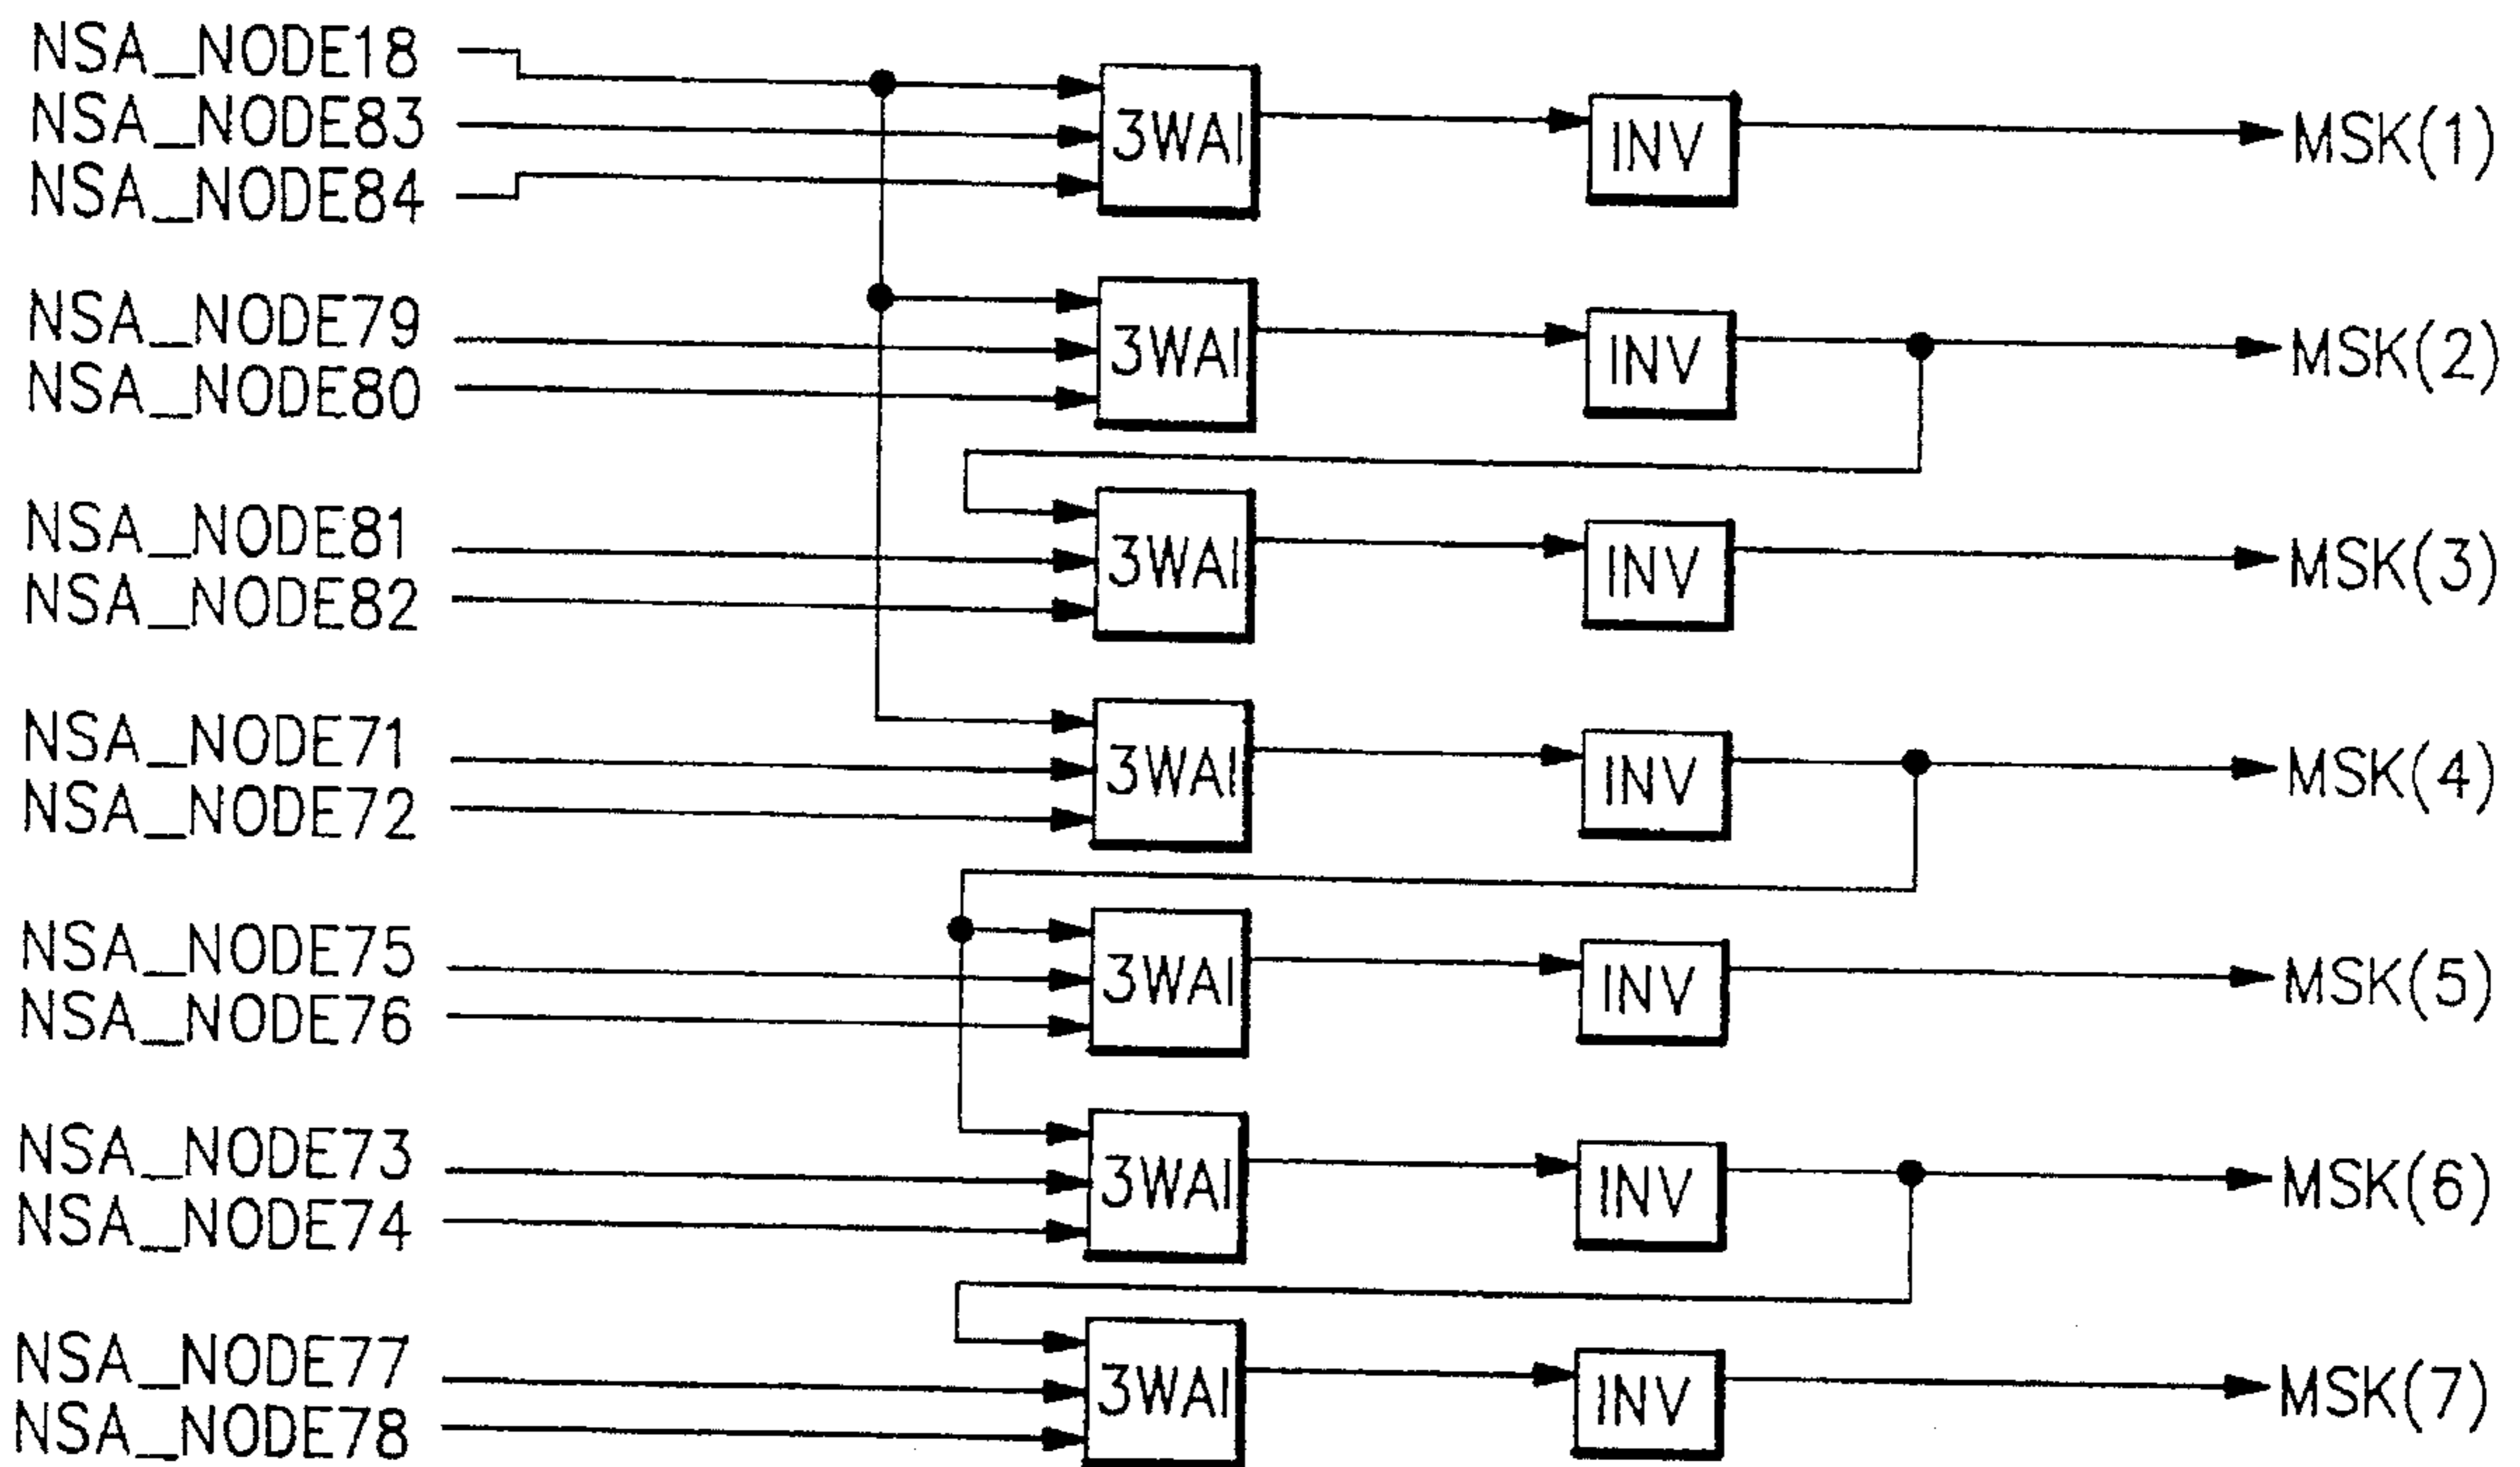 NSA_NODE18
NSA_NODE83
NSA_NODE84
3WAI
INV
MSK(1)
NSA_NODE79
NSA_NODE80
3WAI
INV
MSK(2)
NSA_NODE81
NSA_NODE82
3WAI
INV
MSK(3)
NSA_NODE71
NSA_NODE72
3WAI
INV
MSK(4)
NSA_NODE75
NSA_NODE76
3WAI
INV
MSK(5)
NSA_NODE73
NSA_NODE74
3WAI
INV
MSK(6)
NSA_NODE77
NSA_NODE78
3WAI
INV
MSK(7)